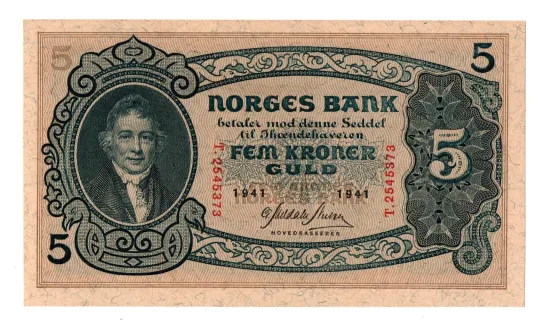 5
5
NORGES BANK
betaler mod denne Seddel
til Ihændehaveren
FEM KRONER
GULD
1941 1941
HOVEDKASSERER
T.2545373
T.2545373
5
5